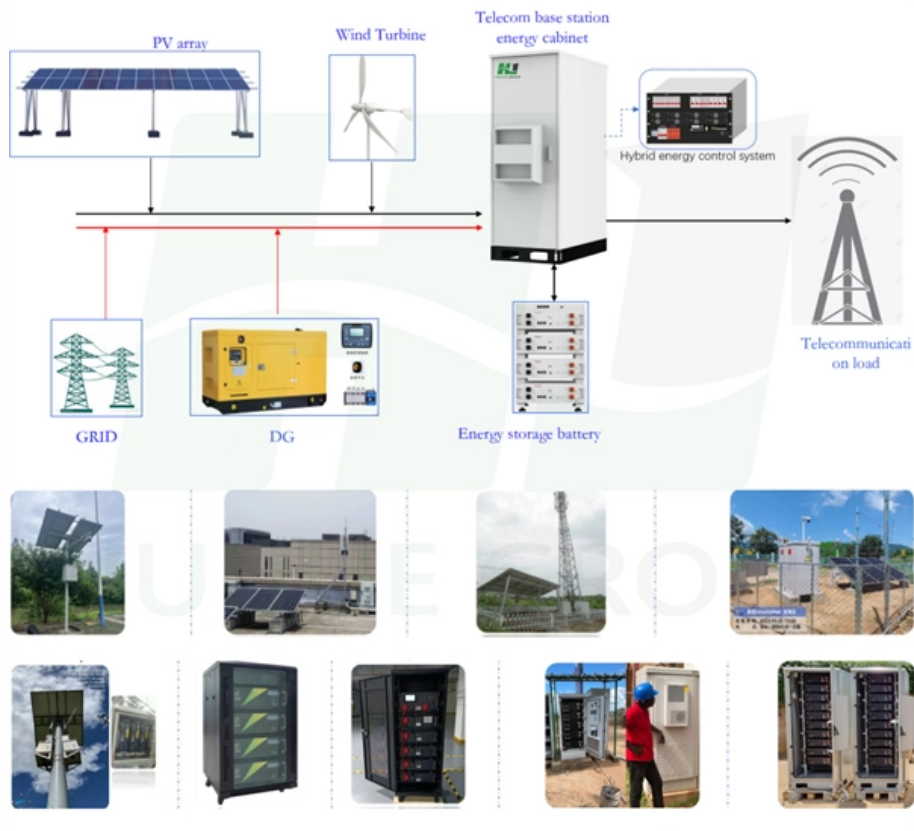 PV array
Wind Turbine
Telecom base station
energy cabinet
HJ
Hybrid energy control system
Telecommunicati
on load
GRID
DG
Energy storage battery